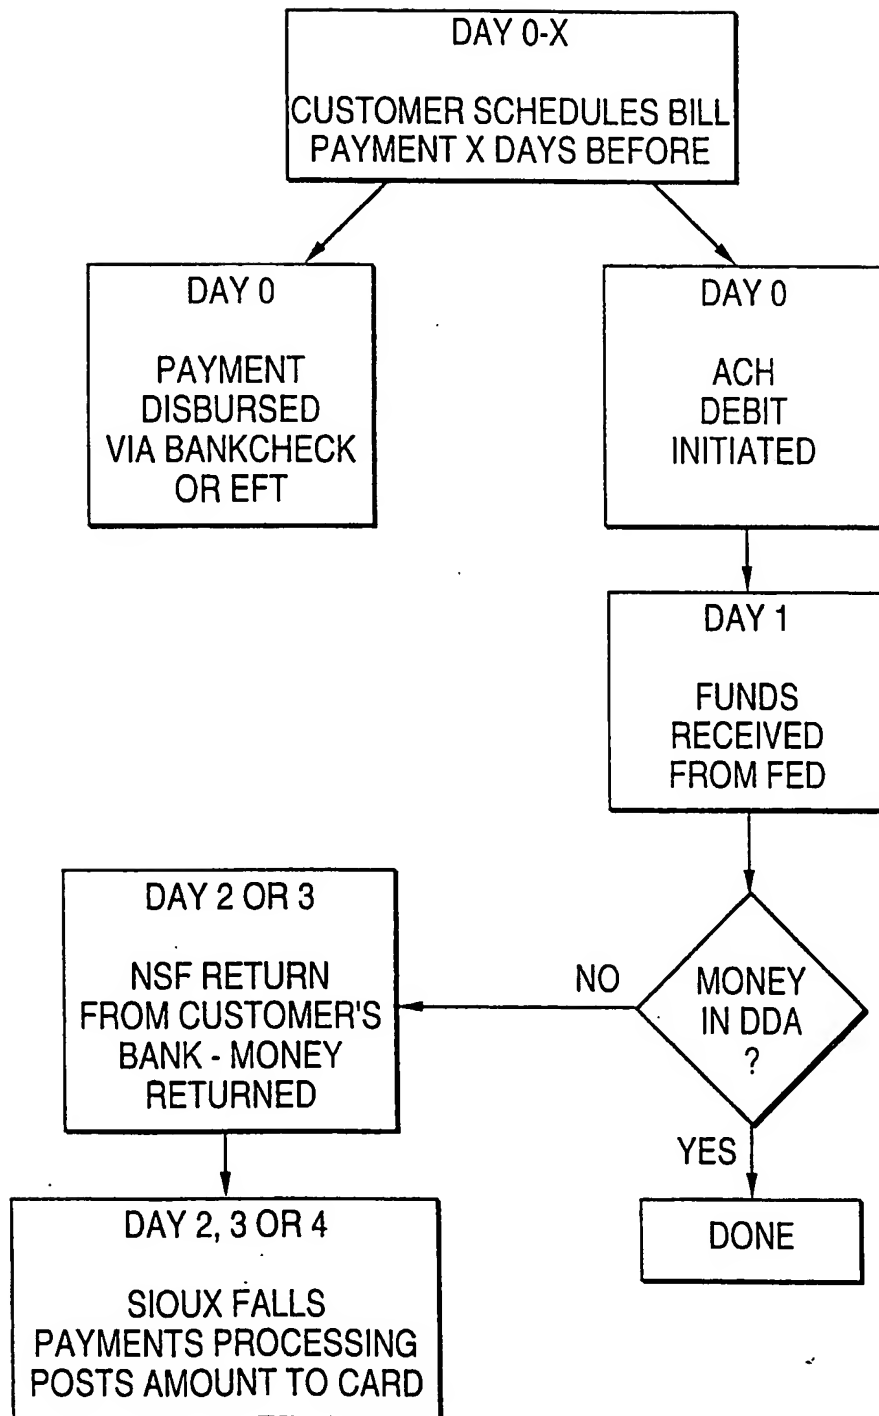 DAY 0-X
CUSTOMER SCHEDULES BILL
PAYMENT X DAYS BEFORE
DAY 0
PAYMENT
DISBURSED
VIA BANKCHECK
OR EFT
DAY 0
ACH
DEBIT
INITIATED
DAY 1
FUNDS
RECEIVED
FROM FED
MONEY
IN DDA
?
NO
YES
DAY 2 OR 3
NSF RETURN
FROM CUSTOMER'S
BANK - MONEY
RETURNED
DONE
DAY 2, 3 OR 4
SIOUX FALLS
PAYMENTS PROCESSING
POSTS AMOUNT TO CARD